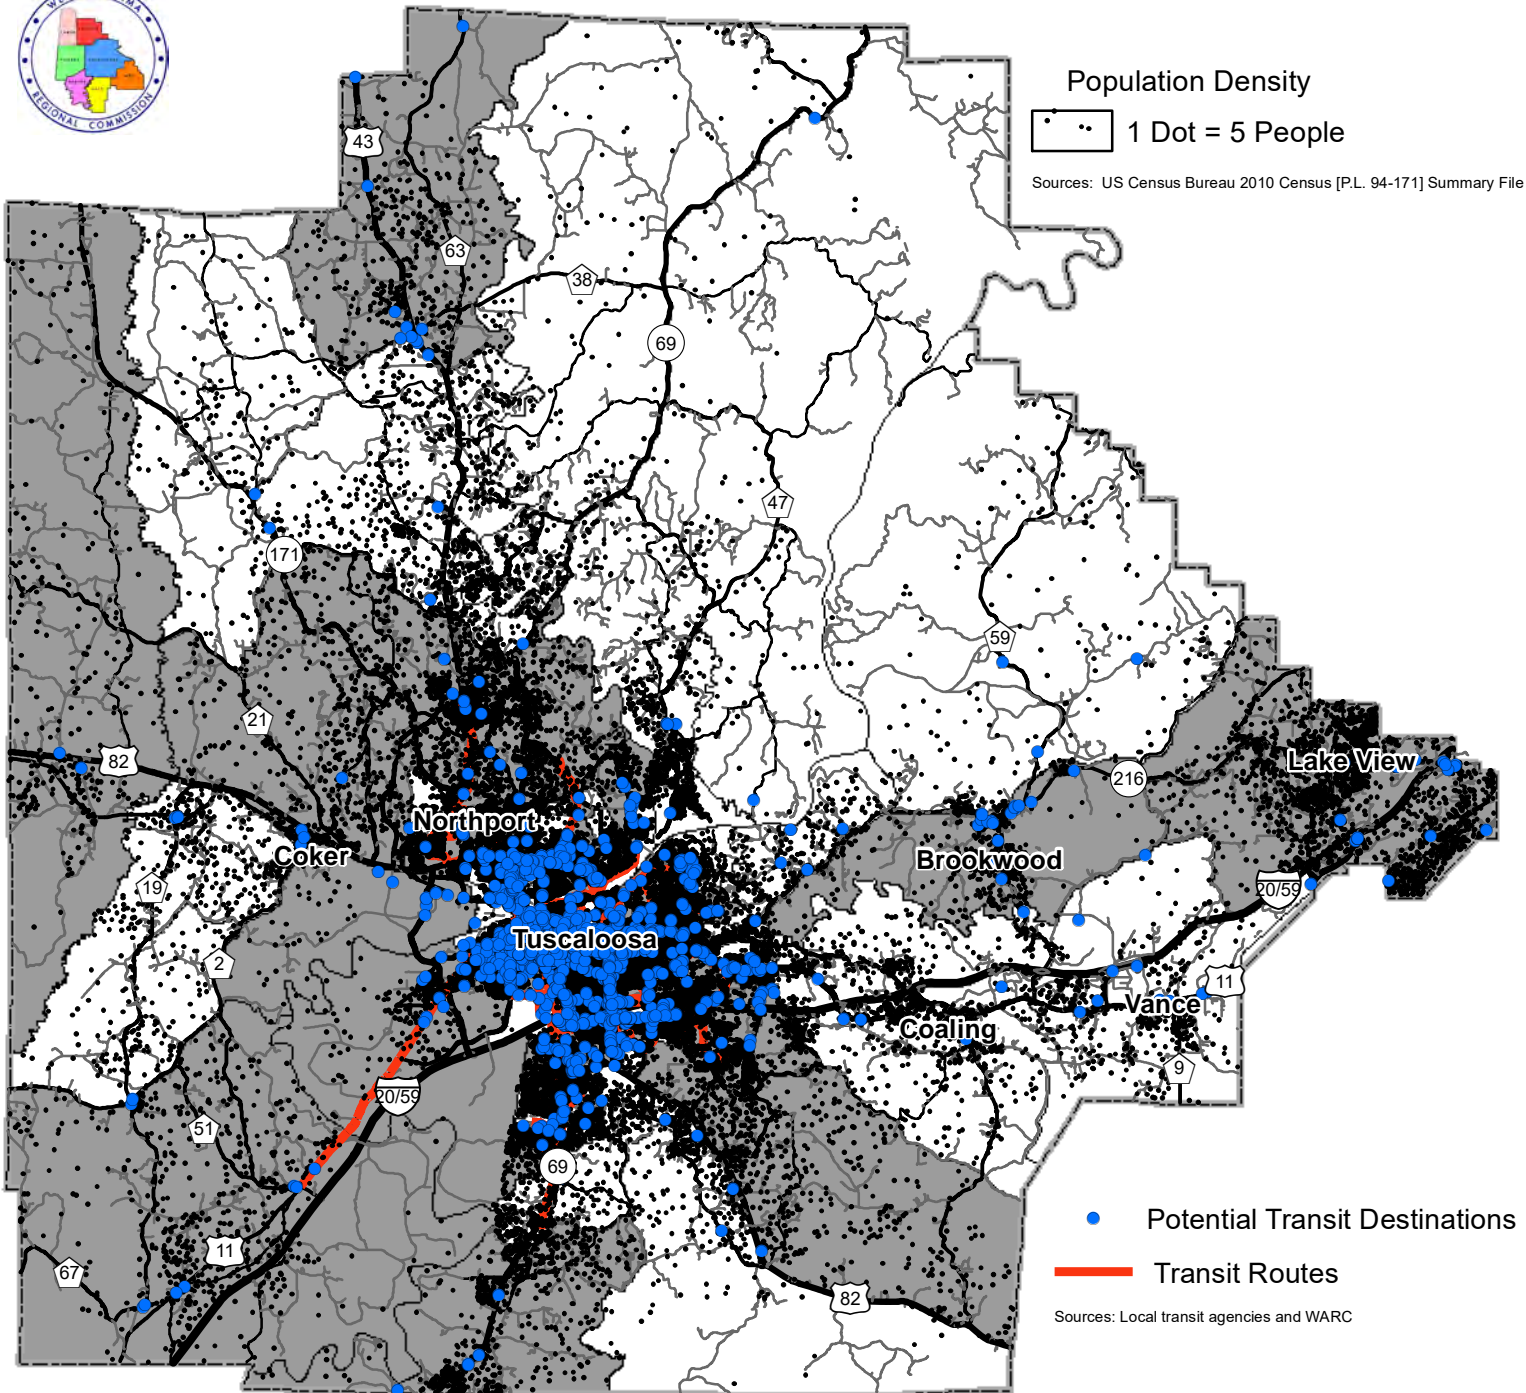 REGIONAL COMMISSION
Population Density
1 Dot = 5 People
Sources: US Census Bureau 2010 Census [P.L. 94-171] Summary File
43
63
38
69
47
171
59
21
82
216
Lake View
Northport
Coker
Brookwood
19
20/59
Tuscaloosa
2
11
Vance
Coaling
9
20/59
51
69
Potential Transit Destinations
11
67
Transit Routes
82
Sources: Local transit agencies and WARC